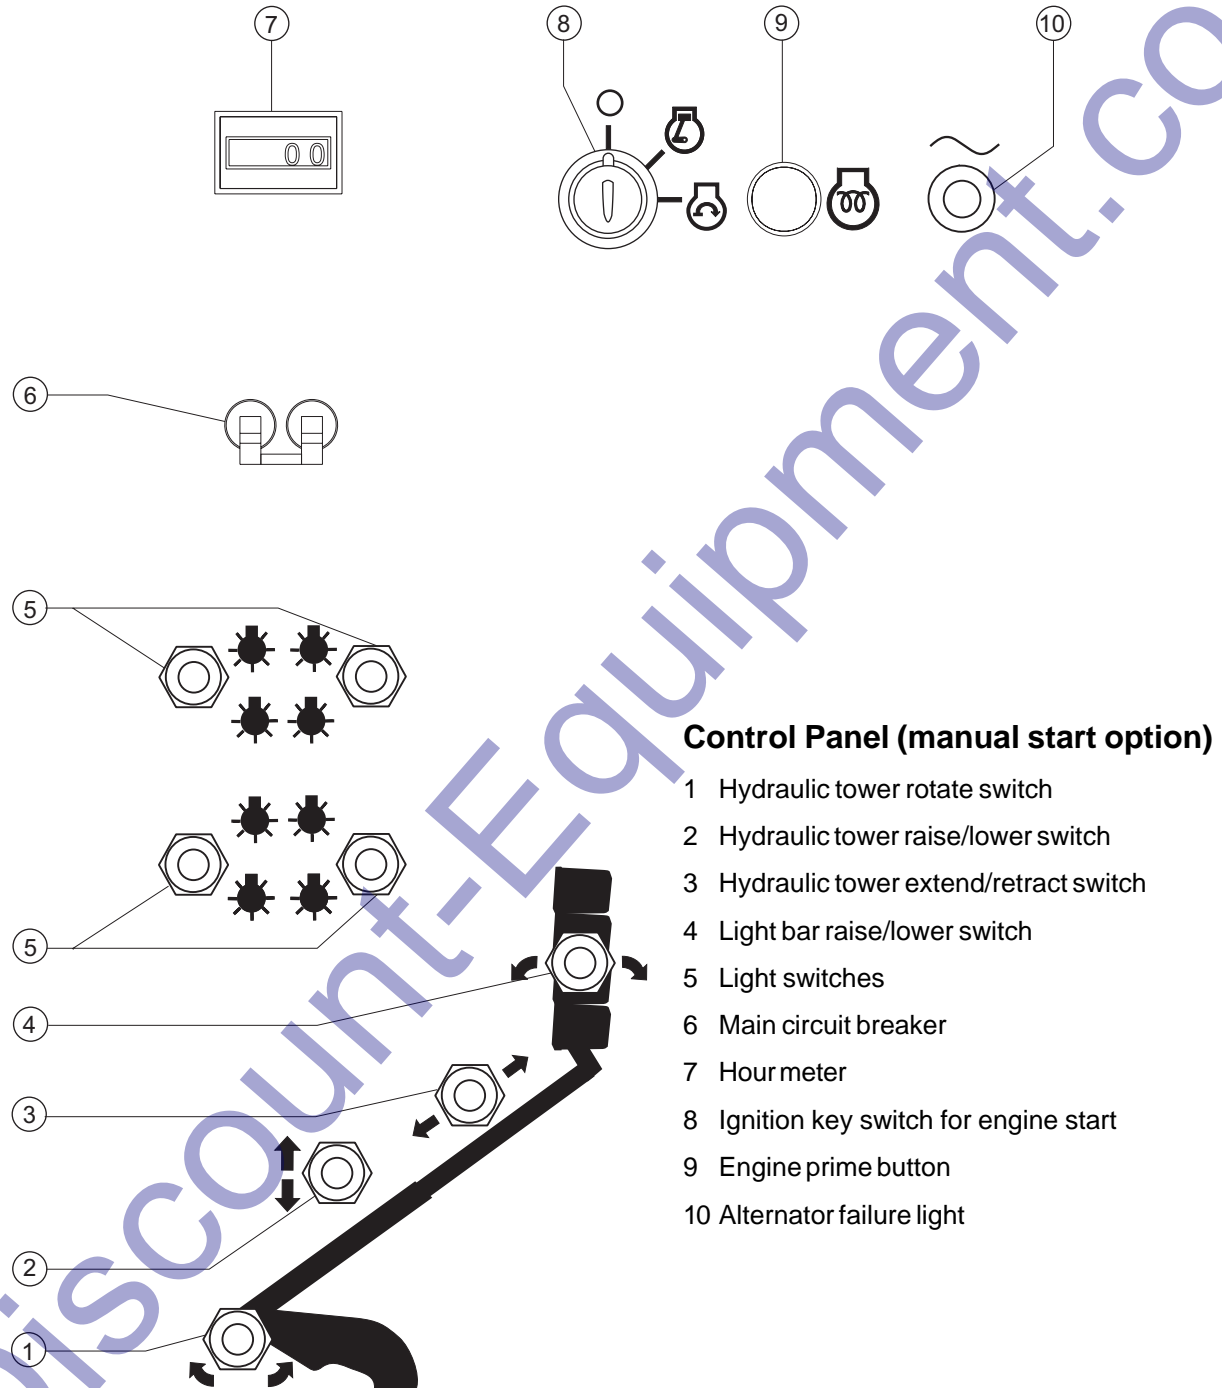 7 8 9 10
0 0
6
5
5
4
3
2
1
Control Panel (manual start option)
1 Hydraulic tower rotate switch
2 Hydraulic tower raise/lower switch
3 Hydraulic tower extend/retract switch
4 Light bar raise/lower switch
5 Light switches
6 Main circuit breaker
7 Hour meter
8 Ignition key switch for engine start
9 Engine prime button
10 Alternator failure light
Discount-Equipment.co